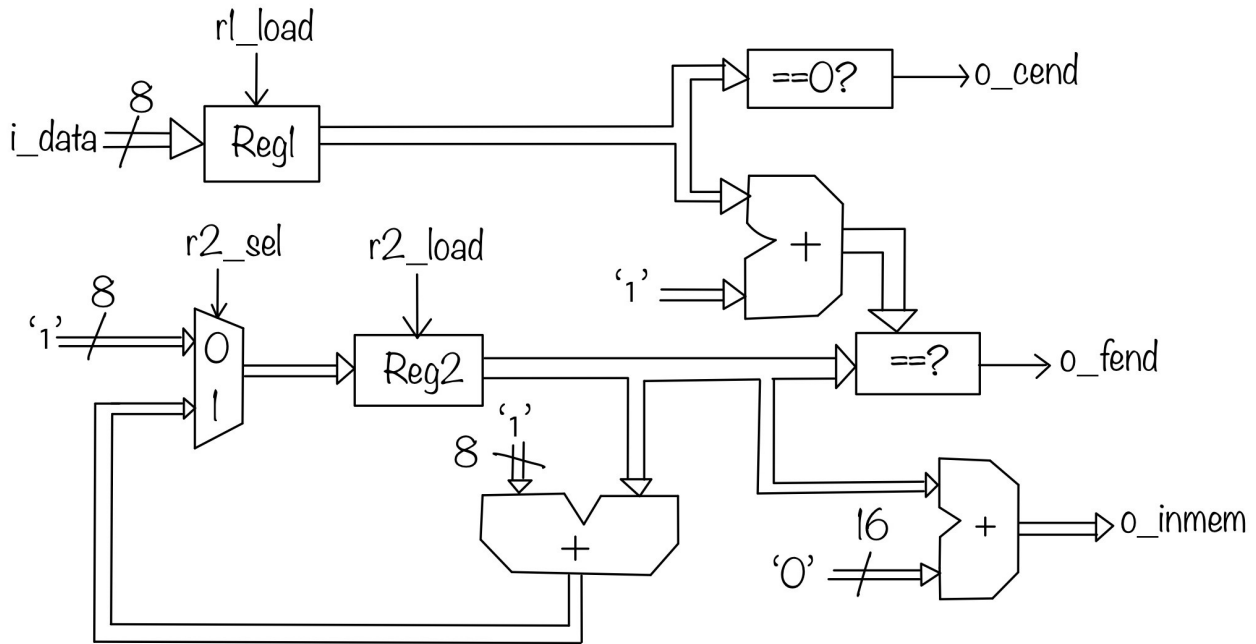 r1_load
8
i_data
Reg1
==0?
o_cend
r2_sel
r2_load
+
'1'
8
'1'
0
1
Reg2
==?
o_fend
'1'
8
+
16
'0'
+
o_inmem